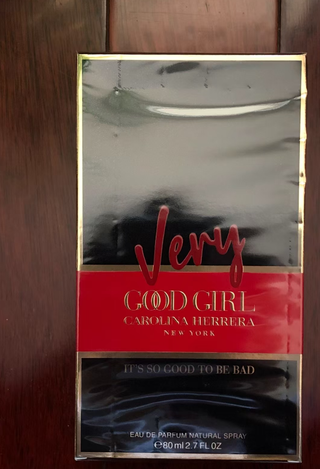 Very
GOOD GIRL
CAROLINA HERRERA
NEW YORK
IT'S SO GOOD TO BE BAD
EAU DE PARFUM NATURAL SPRAY
℮80 ml 2.7 FL OZ